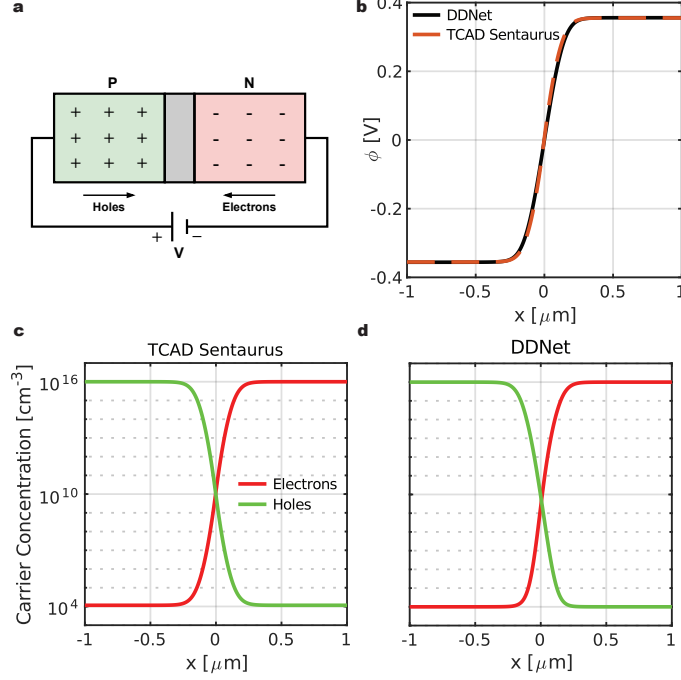 a
P N
+ + + - - -
+ + + - - -
+ + + - - -
Holes Electrons
+ −
V
b
DDNet
TCAD Sentaurus
0.4
0.2
0
-0.2
-0.4
ϕ [V]
-1 -0.5 0 0.5 1
x [μm]
c
TCAD Sentaurus
Carrier Concentration [cm-3]
10^16
10^10
10^4
Electrons
Holes
-1 -0.5 0 0.5 1
x [μm]
d
DDNet
-1 -0.5 0 0.5 1
x [μm]